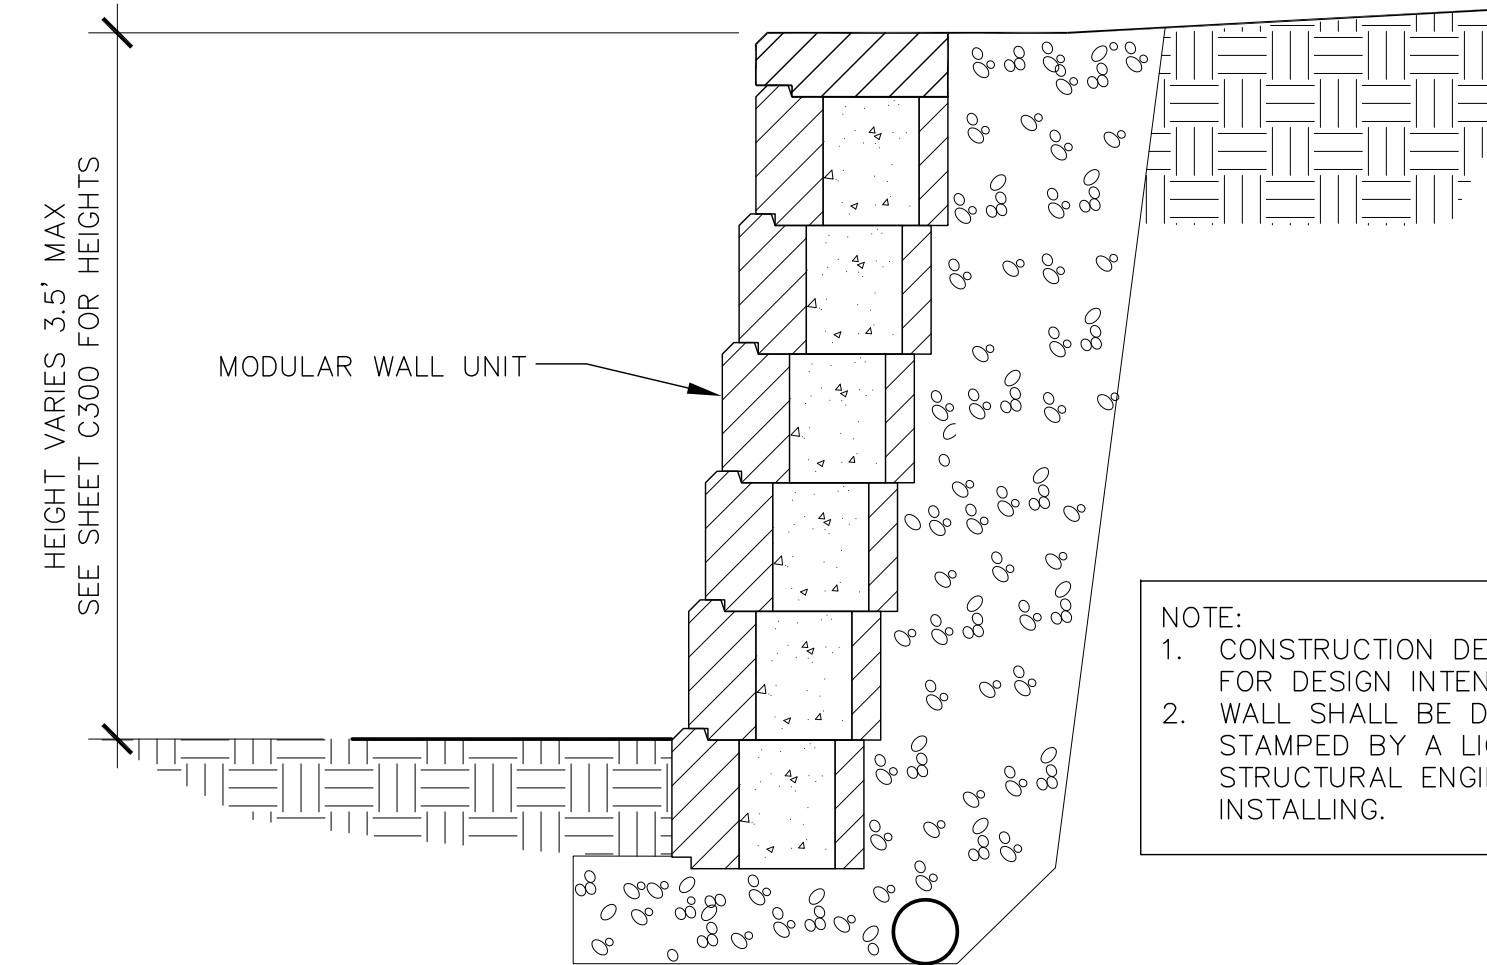 HEIGHT VARIES 3.5' MAX
SEE SHEET C300 FOR HEIGHTS
MODULAR WALL UNIT
NOTE:
1. CONSTRUCTION DE
FOR DESIGN INTEN
2. WALL SHALL BE D
STAMPED BY A LI
STRUCTURAL ENGI
INSTALLING.